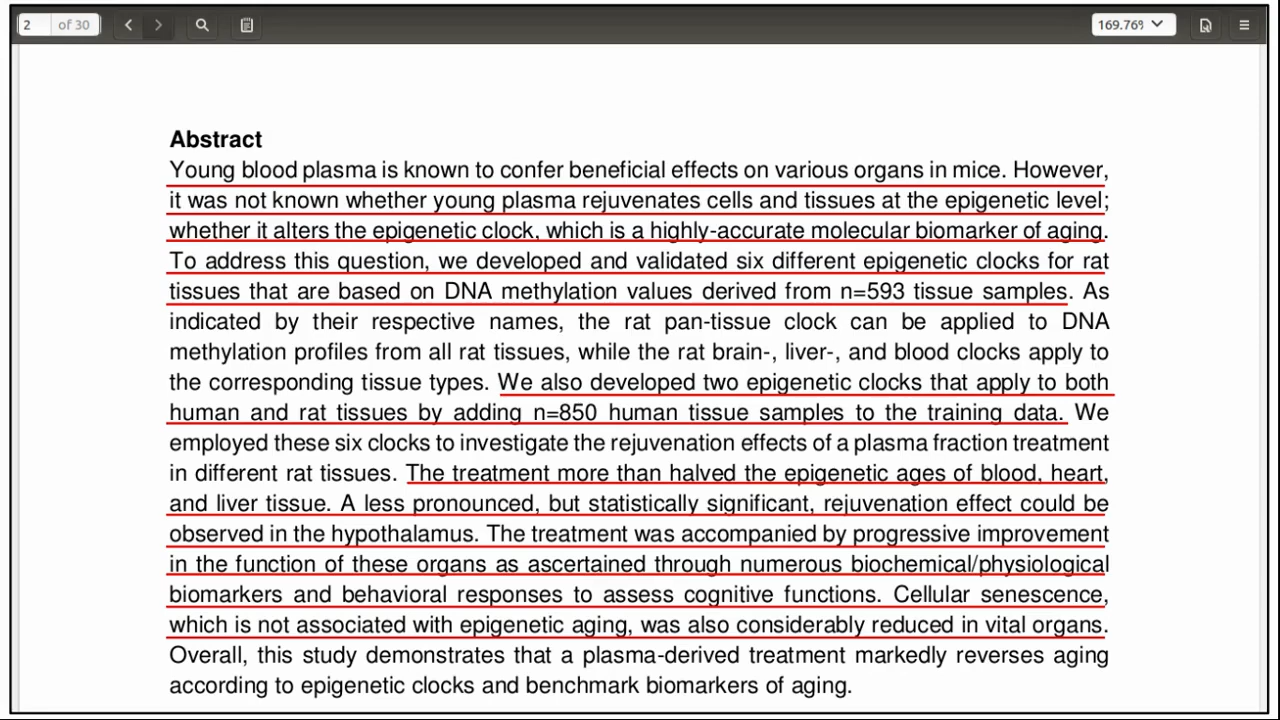 2 of 30
169.76%
Abstract
Young blood plasma is known to confer beneficial effects on various organs in mice. However,
it was not known whether young plasma rejuvenates cells and tissues at the epigenetic level;
whether it alters the epigenetic clock, which is a highly-accurate molecular biomarker of aging.
To address this question, we developed and validated six different epigenetic clocks for rat
tissues that are based on DNA methylation values derived from n=593 tissue samples. As
indicated by their respective names, the rat pan-tissue clock can be applied to DNA
methylation profiles from all rat tissues, while the rat brain-, liver-, and blood clocks apply to
the corresponding tissue types. We also developed two epigenetic clocks that apply to both
human and rat tissues by adding n=850 human tissue samples to the training data. We
employed these six clocks to investigate the rejuvenation effects of a plasma fraction treatment
in different rat tissues. The treatment more than halved the epigenetic ages of blood, heart,
and liver tissue. A less pronounced, but statistically significant, rejuvenation effect could be
observed in the hypothalamus. The treatment was accompanied by progressive improvement
in the function of these organs as ascertained through numerous biochemical/physiological
biomarkers and behavioral responses to assess cognitive functions. Cellular senescence,
which is not associated with epigenetic aging, was also considerably reduced in vital organs.
Overall, this study demonstrates that a plasma-derived treatment markedly reverses aging
according to epigenetic clocks and benchmark biomarkers of aging.